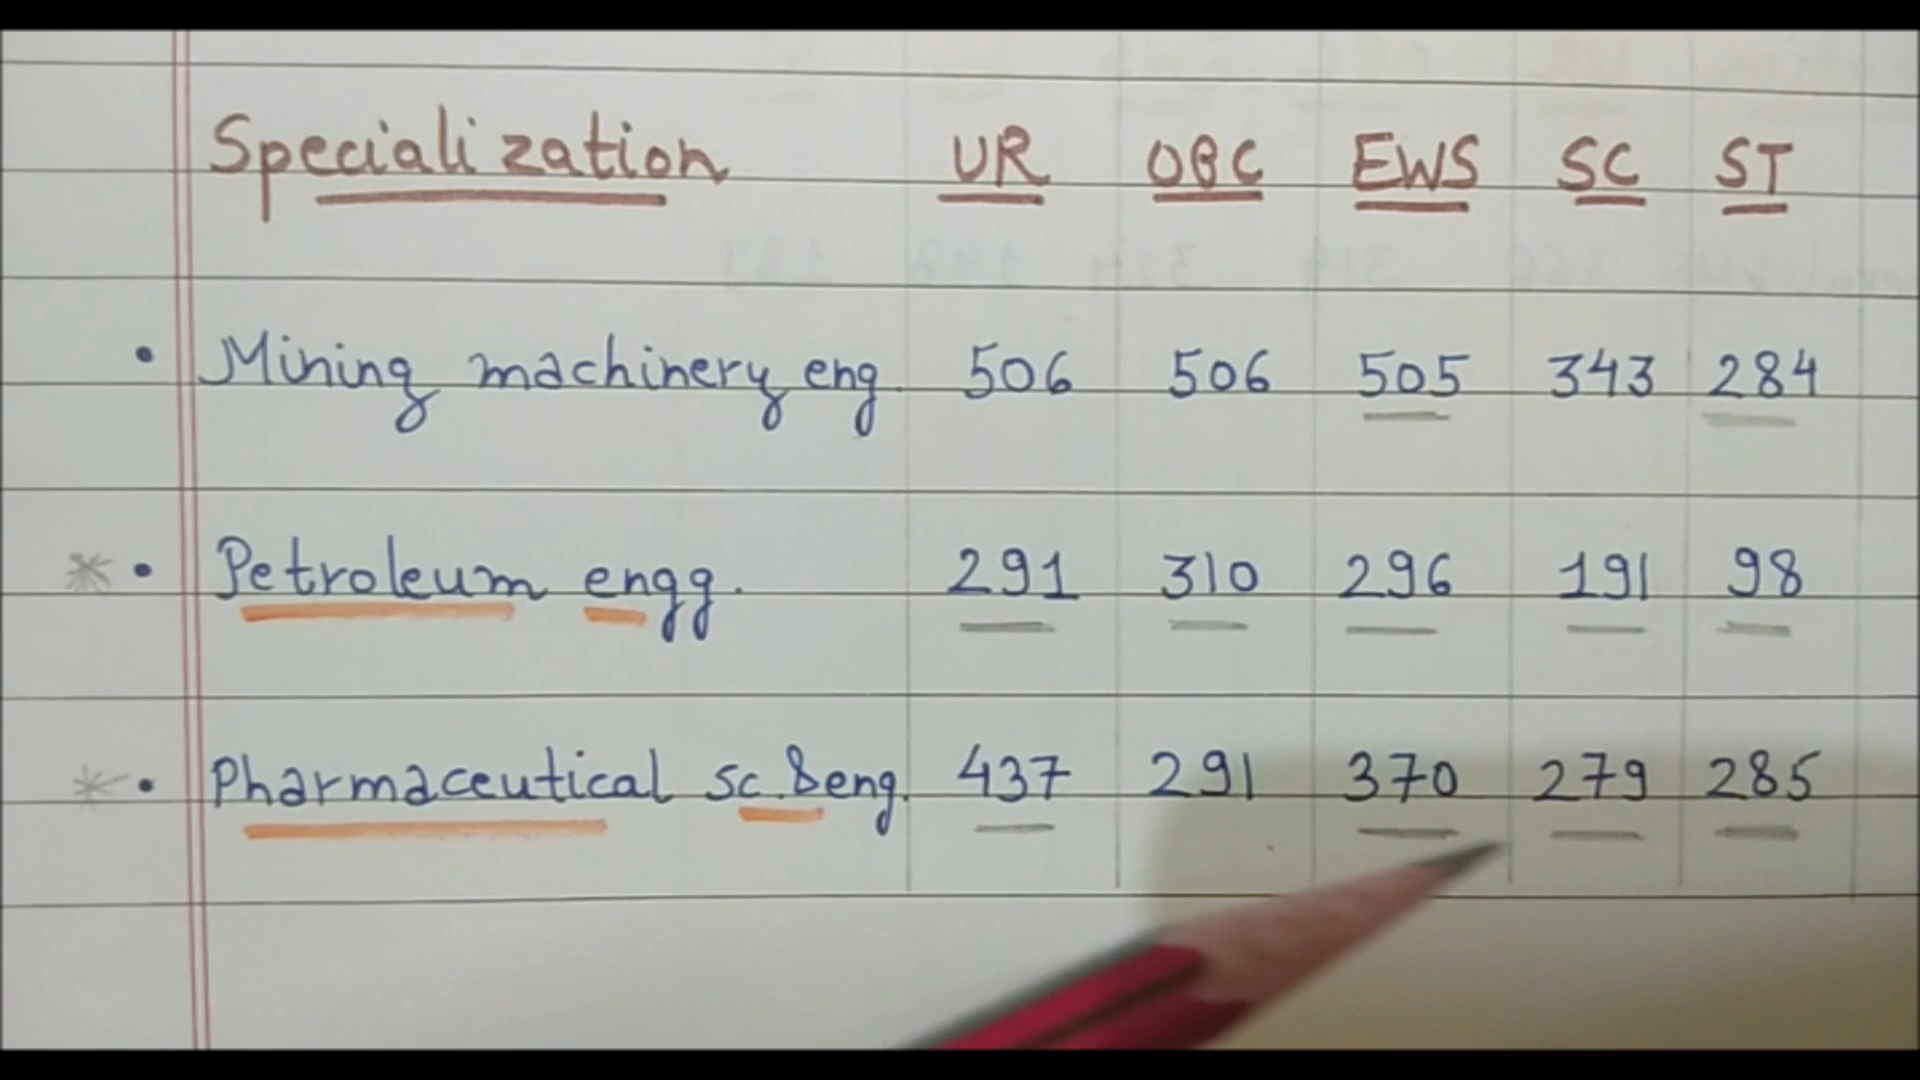 Specialization UR OBC EWS SC ST
• Mining machinery eng. 506 506 505 343 284
* • Petroleum engg. 291 310 296 191 98
* • Pharmaceutical sc. & eng. 437 291 370 279 285